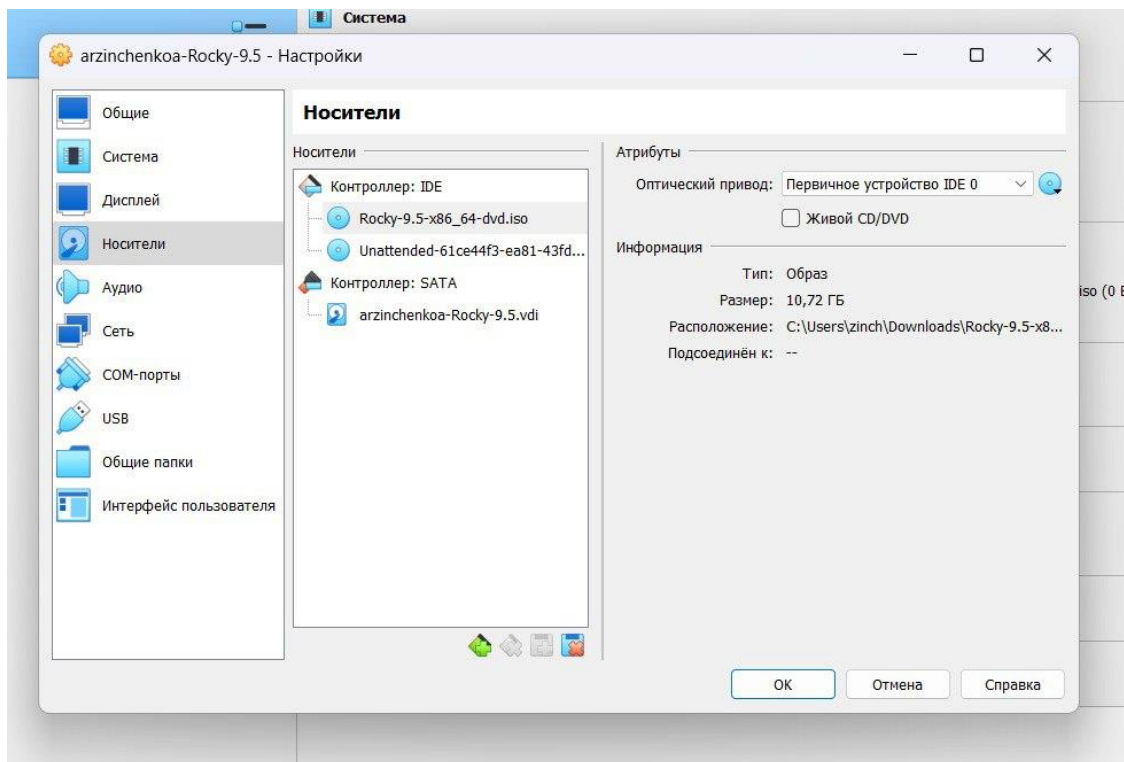 Система
arzinchenkoa-Rocky-9.5 - Настройки
Общие
Система
Дисплей
Носители
Аудио
Сеть
COM-порты
USB
Общие папки
Интерфейс пользователя
Носители
Носители
Контроллер: IDE
Rocky-9.5-x86_64-dvd.iso
Unattended-61ce44f3-ea81-43fd...
Контроллер: SATA
arzinchenkoa-Rocky-9.5.vdi
Атрибуты
Оптический привод: Первичное устройство IDE 0
Живой CD/DVD
Информация
Тип: Образ
Размер: 10,72 ГБ
Расположение: C:\Users\zinch\Downloads\Rocky-9.5-x8...
Подсоединён к: --
iso (0 Б
OK Отмена Справка